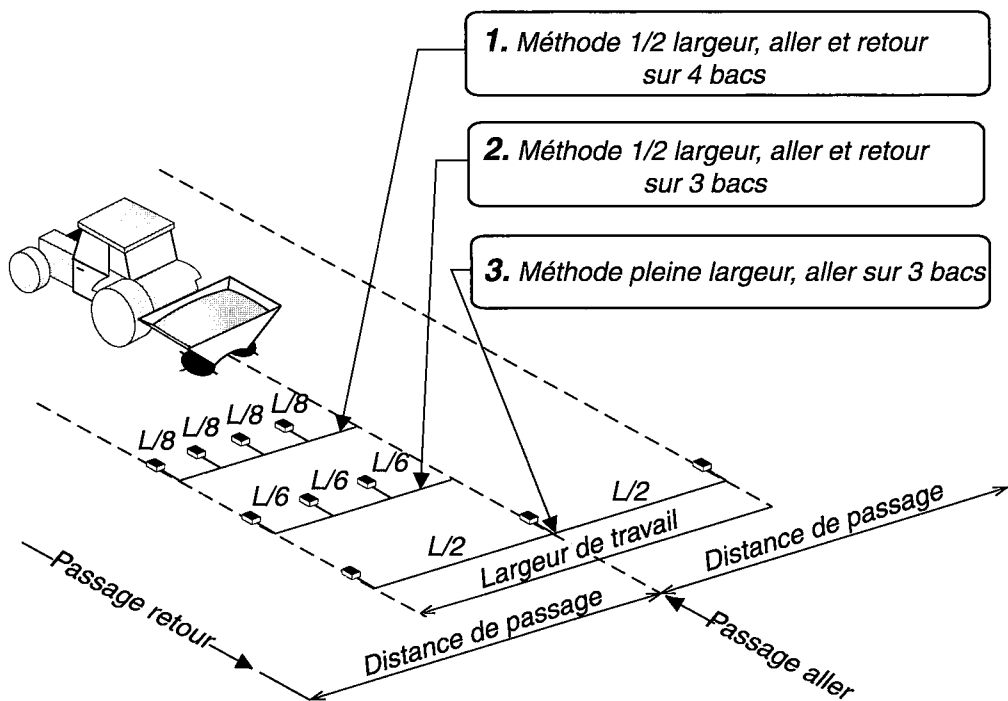 1. Méthode 1/2 largeur, aller et retour
sur 4 bacs
2. Méthode 1/2 largeur, aller et retour
sur 3 bacs
3. Méthode pleine largeur, aller sur 3 bacs
L/8
L/8
L/8
L/8
L/6
L/6
L/6
L/2
L/2
Largeur de travail
Distance de passage
Distance de passage
Passage retour
Passage aller